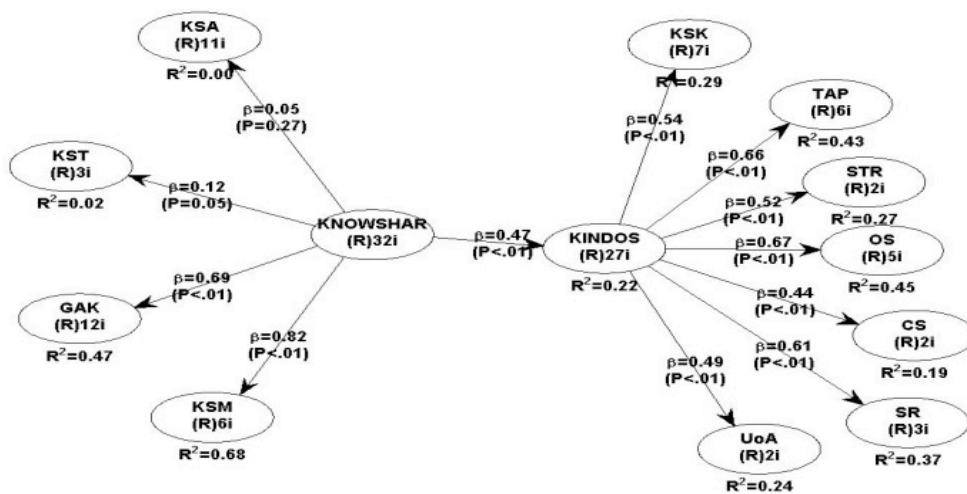 KSA
(R)11i
R²=0.00
β=0.05
(P=0.27)
KST
(R)3i
R²=0.02
β=0.12
(P=0.05)
KNOWSHAR
(R)32i
GAK
(R)12i
R²=0.47
β=0.69
(P<.01)
KSM
(R)6i
R²=0.68
β=0.82
(P<.01)
β=0.47
(P<.01)
KINDOS
(R)27i
R²=0.22
KSK
(R)7i
R²=0.29
β=0.54
(P<.01)
TAP
(R)6i
R²=0.43
β=0.66
(P<.01)
STR
(R)2i
R²=0.27
β=0.52
(P<.01)
OS
(R)5i
R²=0.45
β=0.67
(P<.01)
CS
(R)2i
R²=0.19
β=0.44
(P<.01)
SR
(R)3i
R²=0.37
β=0.61
(P<.01)
UoA
(R)2i
R²=0.24
β=0.49
(P<.01)